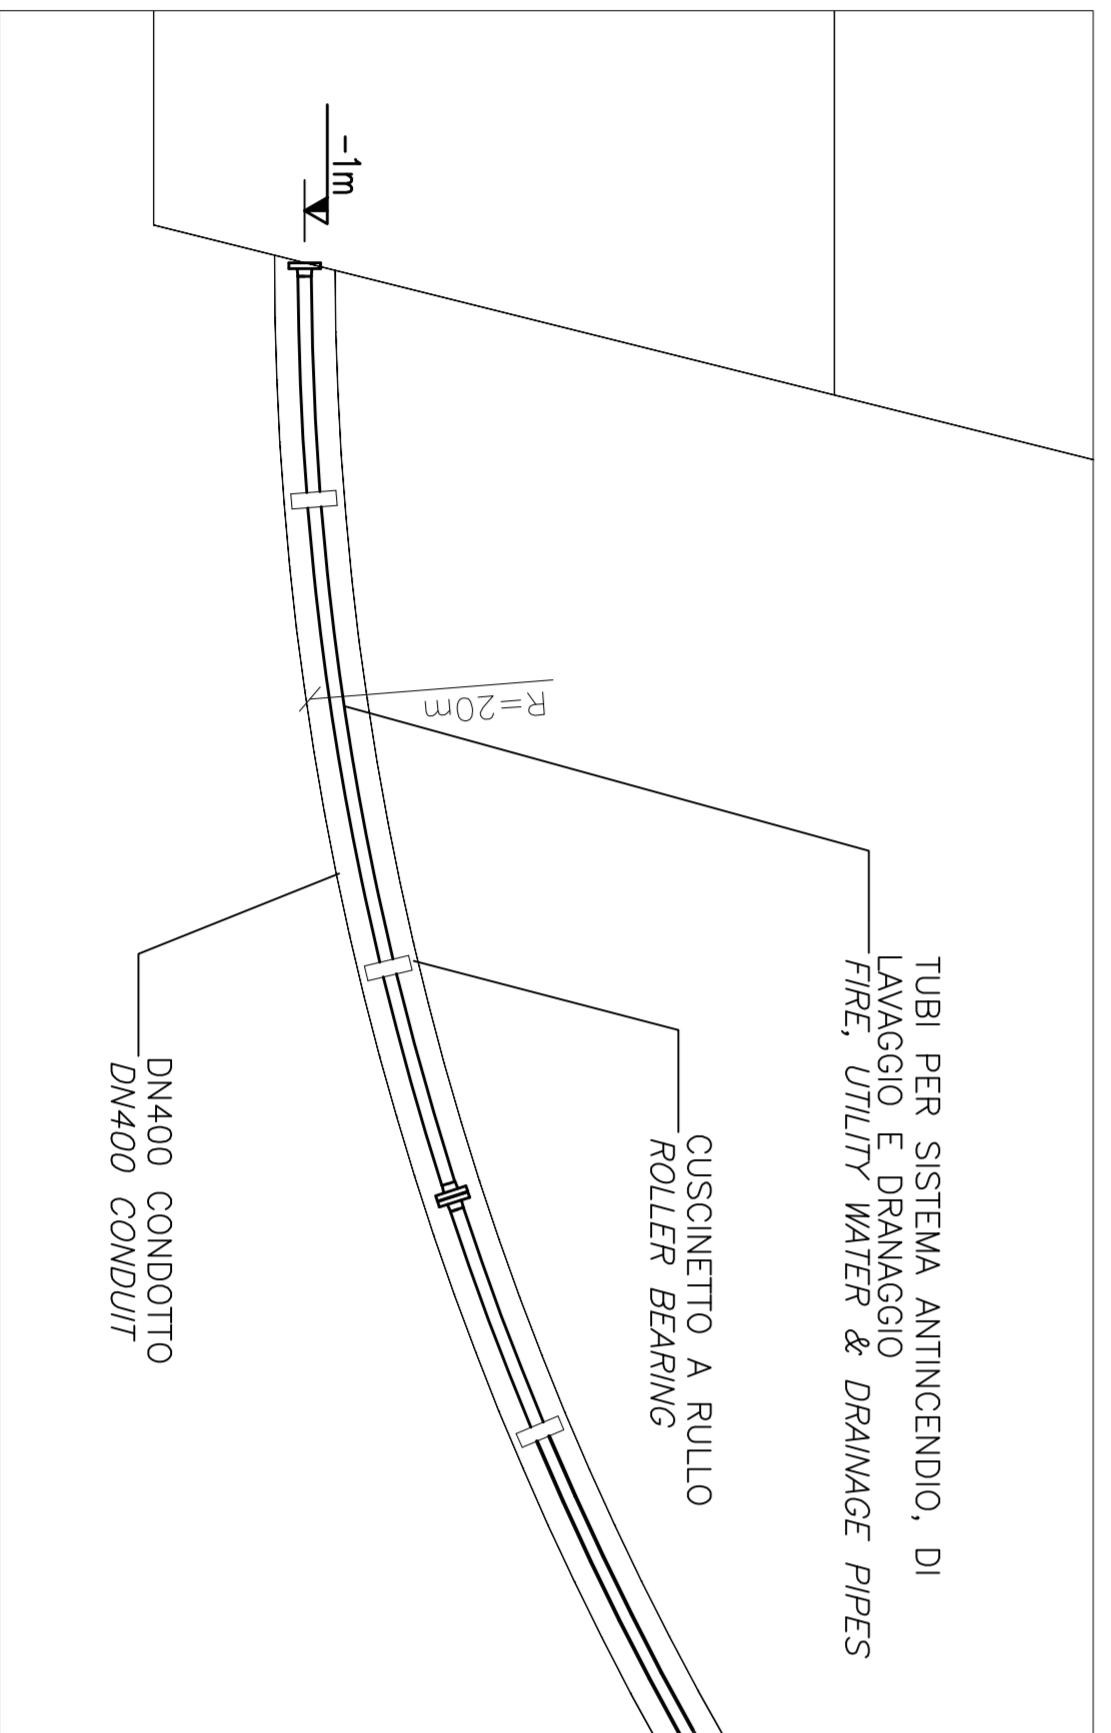 TUBI PER SISTEMA ANTINCENDIO, DI
LAVAGGIO E DRANAGGIO
FIRE, UTILITY WATER & DRAINAGE PIPES
CUSCINETTO A RULLO
ROLLER BEARING
-1m
R=20m
DN400 CONDOTTO
DN400 CONDUIT